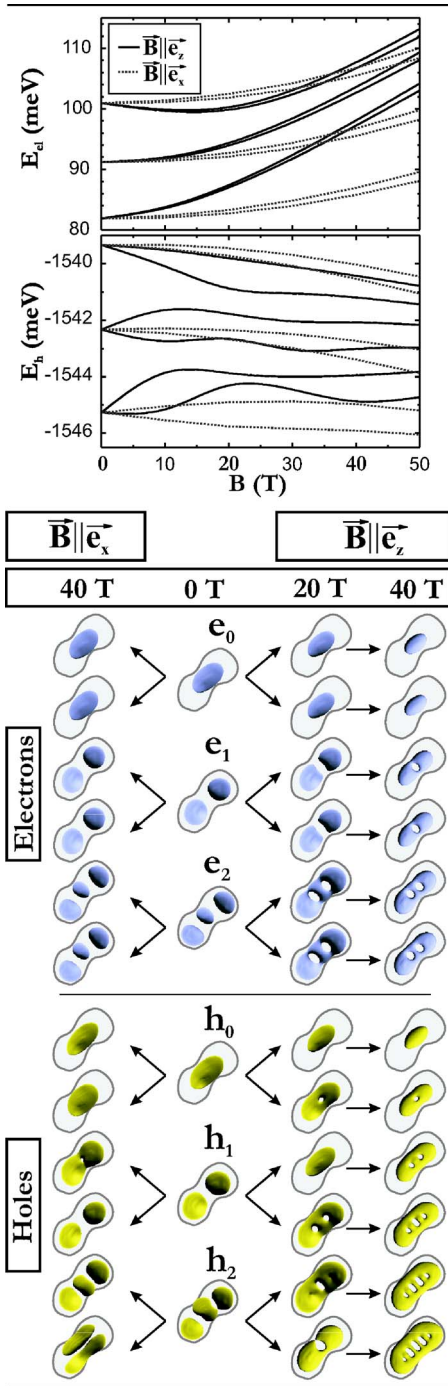 B||e_z
B||e_x
110
100
90
80
E_el (meV)
-1540
-1542
-1544
-1546
E_h (meV)
0 10 20 30 40 50
B (T)
B||e_x B||e_z
40 T 0 T 20 T 40 T
e_0
e_1
e_2
Electrons
h_0
h_1
h_2
Holes